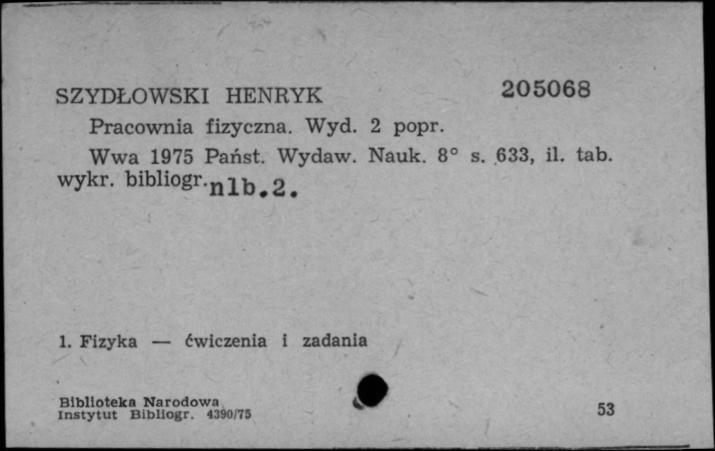 SZYDŁOWSKI HENRYK 205068
Pracownia fizyczna. Wyd. 2 popr.
Wwa 1975 Państ. Wydaw. Nauk. 8° s. 633, il. tab.
wykr. bibliogr. nlb.2.
1. Fizyka — ćwiczenia i zadania
Biblioteka Narodowa
Instytut Bibliogr. 4390/75 53